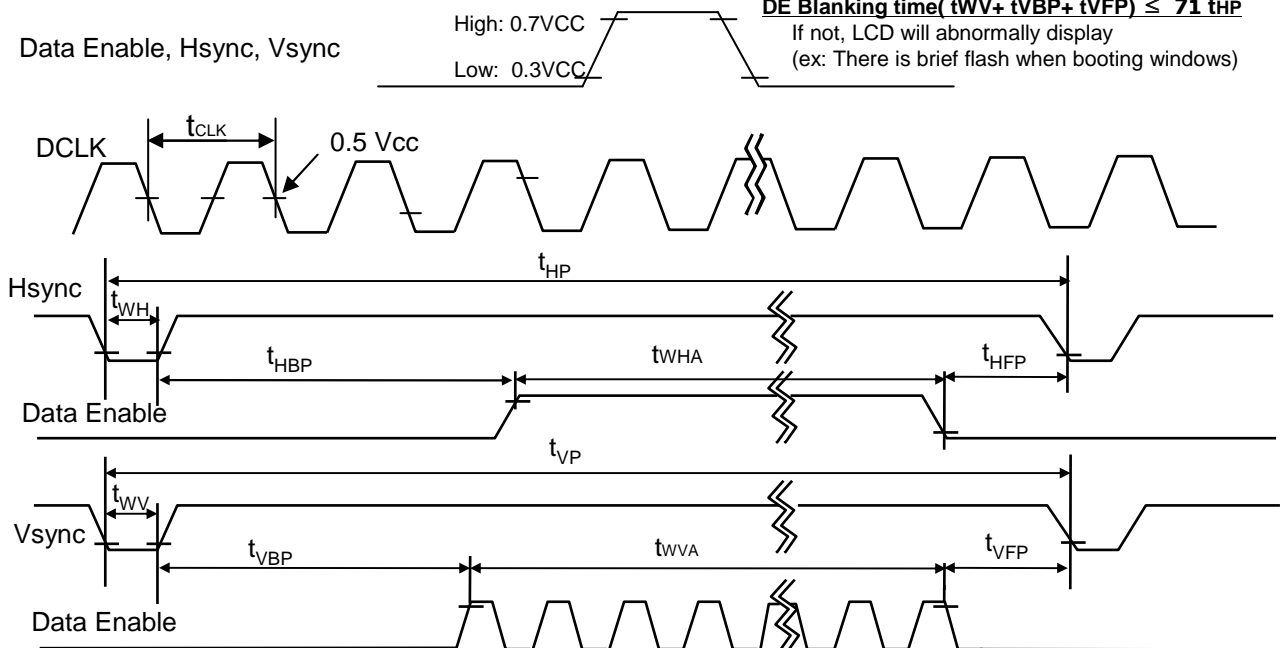 DE Blanking time( tWV+ tVBP+ tVFP) ≤ 71 tHP
High: 0.7VCC
If not, LCD will abnormally display
Data Enable, Hsync, Vsync
(ex: There is brief flash when booting windows)
Low: 0.3VCC
tCLK
0.5 Vcc
DCLK
tHP
Hsync
tWH
tHBP
tWHA
tHFP
Data Enable
tVP
tWV
Vsync
tVBP
tWVA
tVFP
Data Enable